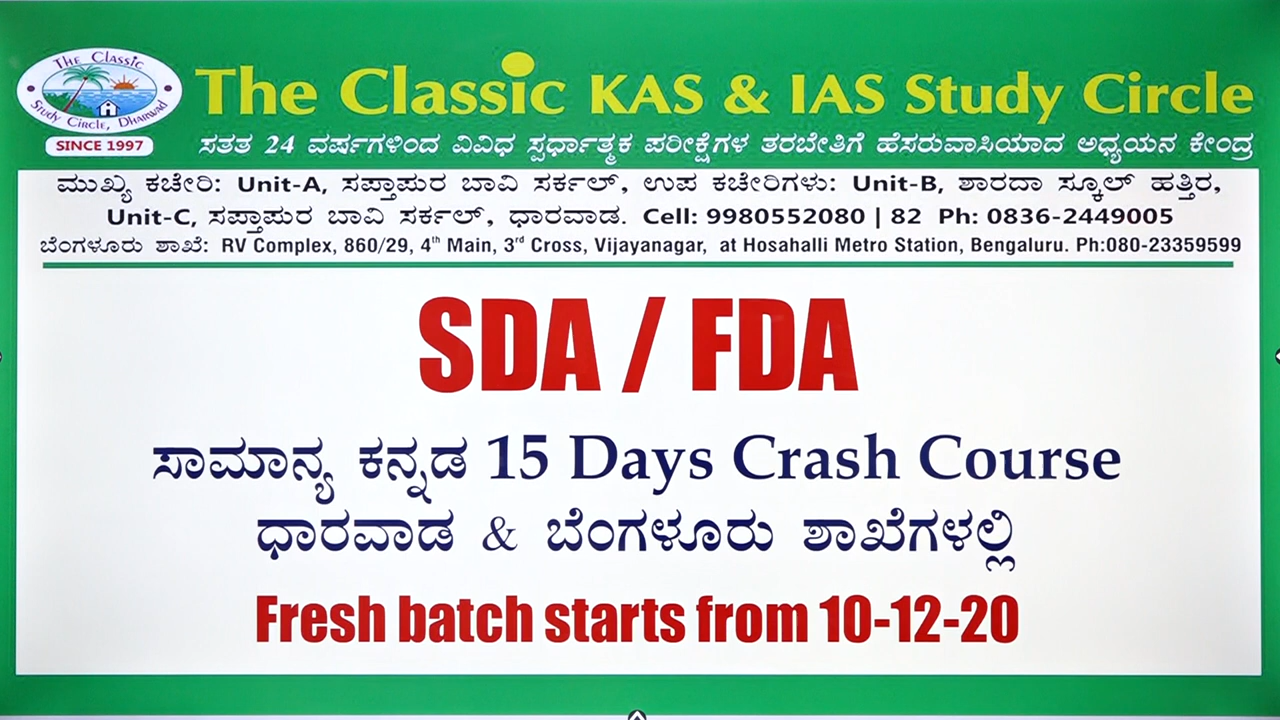 The Classic
Study Circle, Dharwad
SINCE 1997
The Classic KAS & IAS Study Circle
ಸತತ 24 ವರ್ಷಗಳಿಂದ ವಿವಿಧ ಸ್ಪರ್ಧಾತ್ಮಕ ಪರೀಕ್ಷೆಗಳ ತರಬೇತಿಗೆ ಹೆಸರುವಾಸಿಯಾದ ಅಧ್ಯಯನ ಕೇಂದ್ರ
ಮುಖ್ಯ ಕಚೇರಿ: Unit-A, ಸಪ್ತಾಪುರ ಬಾವಿ ಸರ್ಕಲ್, ಉಪ ಕಚೇರಿಗಳು: Unit-B, ಶಾರದಾ ಸ್ಕೂಲ್ ಹತ್ತಿರ,
Unit-C, ಸಪ್ತಾಪುರ ಬಾವಿ ಸರ್ಕಲ್, ಧಾರವಾಡ. Cell: 9980552080 | 82 Ph: 0836-2449005
ಬೆಂಗಳೂರು ಶಾಖೆ: RV Complex, 860/29, 4th Main, 3rd Cross, Vijayanagar, at Hosahalli Metro Station, Bengaluru. Ph:080-23359599
SDA / FDA
ಸಾಮಾನ್ಯ ಕನ್ನಡ 15 Days Crash Course
ಧಾರವಾಡ & ಬೆಂಗಳೂರು ಶಾಖೆಗಳಲ್ಲಿ
Fresh batch starts from 10-12-20